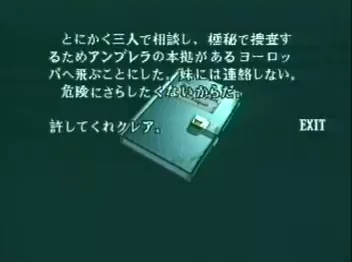 とにかく三人で相談し、極秘で捜査す
るためアンブレラの本拠があるヨーロッ
パへ飛ぶことにした。妹には連絡しない。
危険にさらしたくないからだ。
許してくれクレア。
EXIT